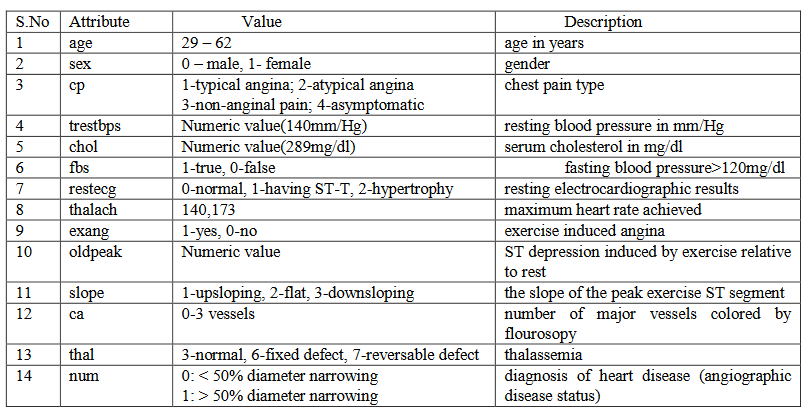 S.No Attribute Value Description
1 age 29 – 62 age in years
2 sex 0 – male, 1- female gender
3 cp 1-typical angina; 2-atypical angina chest pain type
3-non-anginal pain; 4-asymptomatic
4 trestbps Numeric value(140mm/Hg) resting blood pressure in mm/Hg
5 chol Numeric value(289mg/dl) serum cholesterol in mg/dl
6 fbs 1-true, 0-false fasting blood pressure>120mg/dl
7 restecg 0-normal, 1-having ST-T, 2-hypertrophy resting electrocardiographic results
8 thalach 140,173 maximum heart rate achieved
9 exang 1-yes, 0-no exercise induced angina
10 oldpeak Numeric value ST depression induced by exercise relative
to rest
11 slope 1-upsloping, 2-flat, 3-downsloping the slope of the peak exercise ST segment
12 ca 0-3 vessels number of major vessels colored by
flourosopy
13 thal 3-normal, 6-fixed defect, 7-reversable defect thalassemia
14 num 0: < 50% diameter narrowing diagnosis of heart disease (angiographic
1: > 50% diameter narrowing disease status)